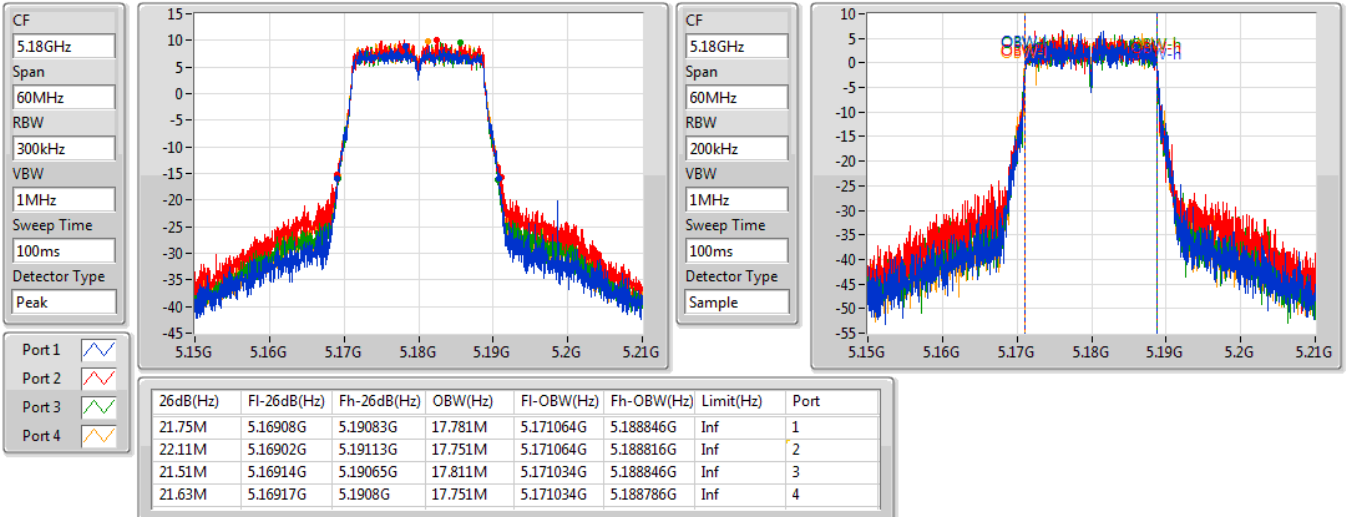 CF
5.18GHz
Span
60MHz
RBW
300kHz
VBW
1MHz
Sweep Time
100ms
Detector Type
Peak
15
10
5
0
-5
-10
-15
-20
-25
-30
-35
-40
-45
5.15G 5.16G 5.17G 5.18G 5.19G 5.2G 5.21G
CF
5.18GHz
Span
60MHz
RBW
200kHz
VBW
1MHz
Sweep Time
100ms
Detector Type
Sample
10
5
0
-5
-10
-15
-20
-25
-30
-35
-40
-45
-50
-55
5.15G 5.16G 5.17G 5.18G 5.19G 5.2G 5.21G
Port 1
Port 2
Port 3
Port 4
26dB(Hz) Fl-26dB(Hz) Fh-26dB(Hz) OBW(Hz) Fl-OBW(Hz) Fh-OBW(Hz) Limit(Hz) Port
21.75M 5.16908G 5.19083G 17.781M 5.171064G 5.188846G Inf 1
22.11M 5.16902G 5.19113G 17.751M 5.171064G 5.188816G Inf 2
21.51M 5.16914G 5.19065G 17.811M 5.171034G 5.188846G Inf 3
21.63M 5.16917G 5.1908G 17.751M 5.171034G 5.188786G Inf 4